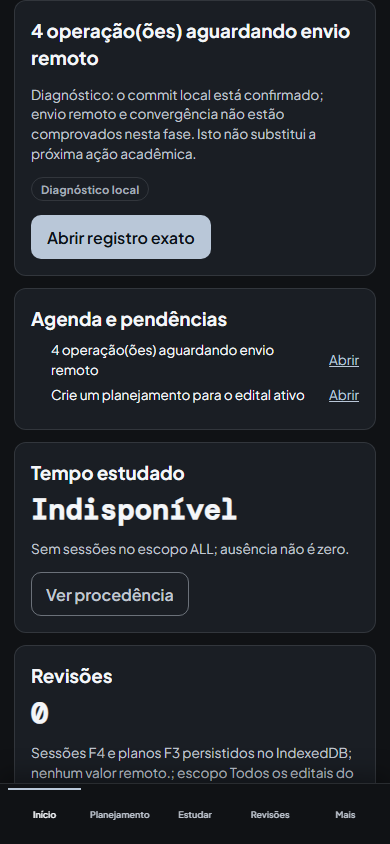 4 operação(ões) aguardando envio
remoto
Diagnóstico: o commit local está confirmado;
envio remoto e convergência não estão
comprovados nesta fase. Isto não substitui a
próxima ação acadêmica.
Diagnóstico local
Abrir registro exato
Agenda e pendências
4 operação(ões) aguardando envio
remoto
Abrir
Crie um planejamento para o edital ativo
Abrir
Tempo estudado
Indisponível
Sem sessões no escopo ALL; ausência não é zero.
Ver procedência
Revisões
0
Sessões F4 e planos F3 persistidos no IndexedDB;
nenhum valor remoto.; escopo Todos os editais do
Início
Planejamento
Estudar
Revisões
Mais